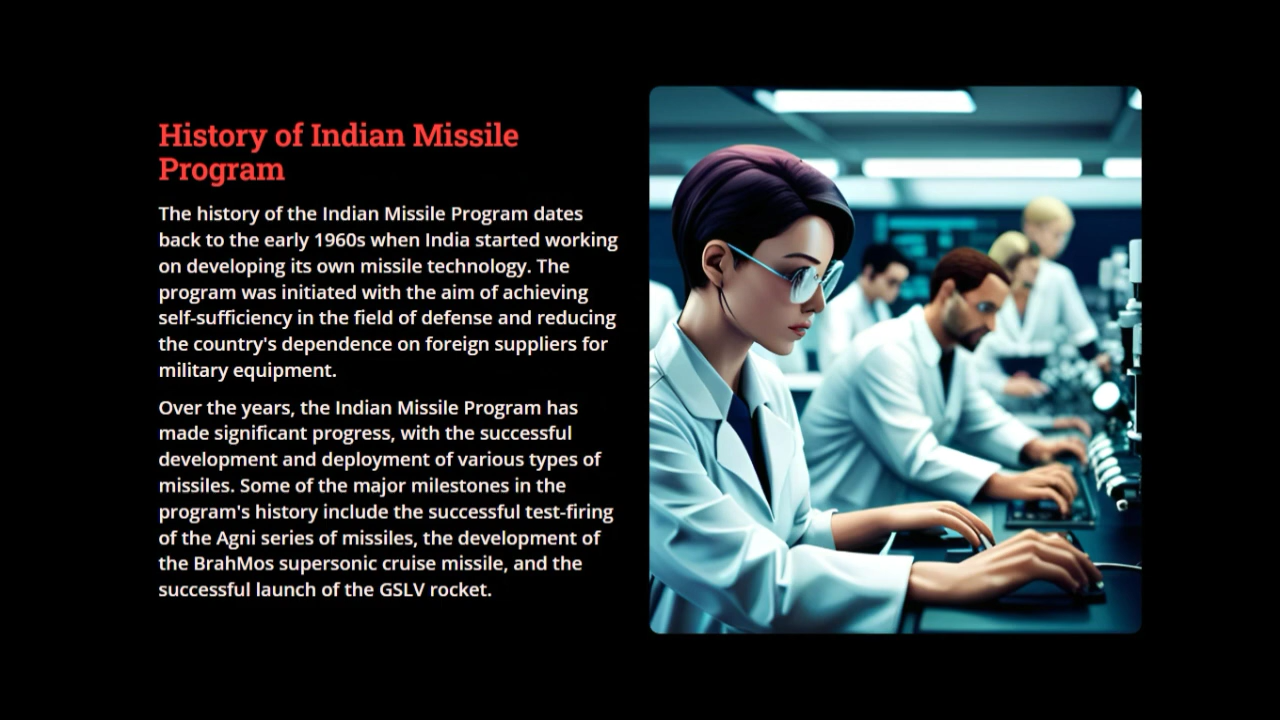 History of Indian Missile
Program
The history of the Indian Missile Program dates
back to the early 1960s when India started working
on developing its own missile technology. The
program was initiated with the aim of achieving
self-sufficiency in the field of defense and reducing
the country's dependence on foreign suppliers for
military equipment.
Over the years, the Indian Missile Program has
made significant progress, with the successful
development and deployment of various types of
missiles. Some of the major milestones in the
program's history include the successful test-firing
of the Agni series of missiles, the development of
the BrahMos supersonic cruise missile, and the
successful launch of the GSLV rocket.